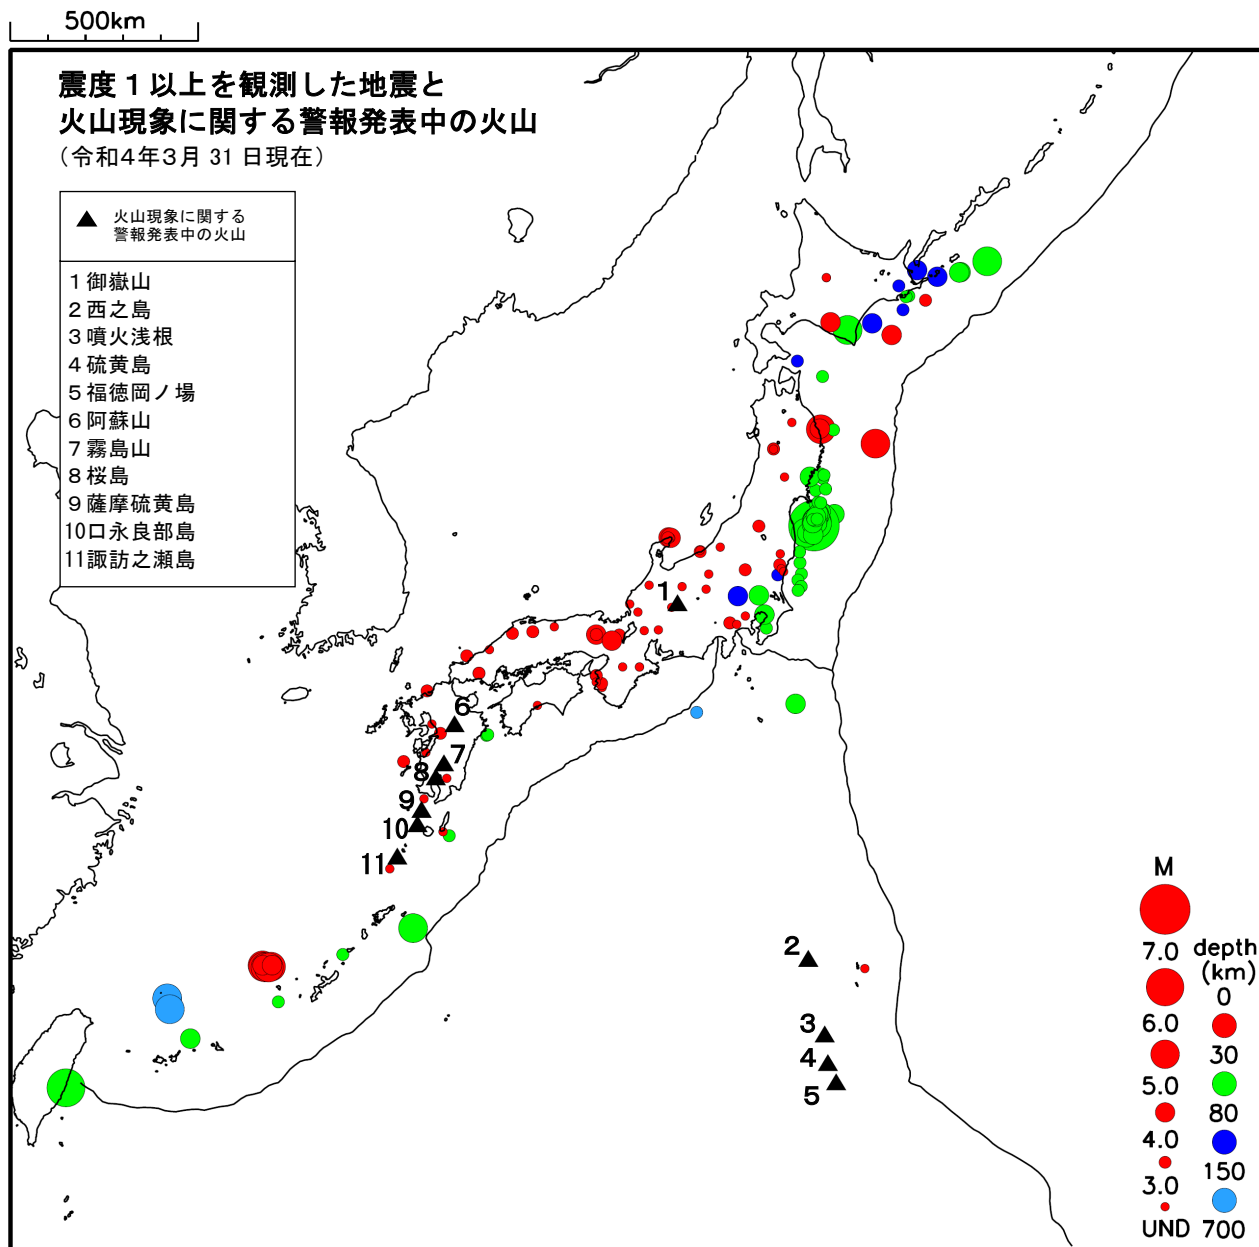 500km
震度1以上を観測した地震と
火山現象に関する警報発表中の火山
(令和4年3月31日現在)
▲ 火山現象に関する
警報発表中の火山
1御嶽山
2西之島
3噴火浅根
4硫黄島
5福徳岡ノ場
6阿蘇山
7霧島山
8桜島
9薩摩硫黄島
10口永良部島
11諏訪之瀬島
1
6
7
8
9
10
11
2
3
4
5
M
7.0
6.0
5.0
4.0
3.0
UND
depth
(km)
0
30
80
150
700